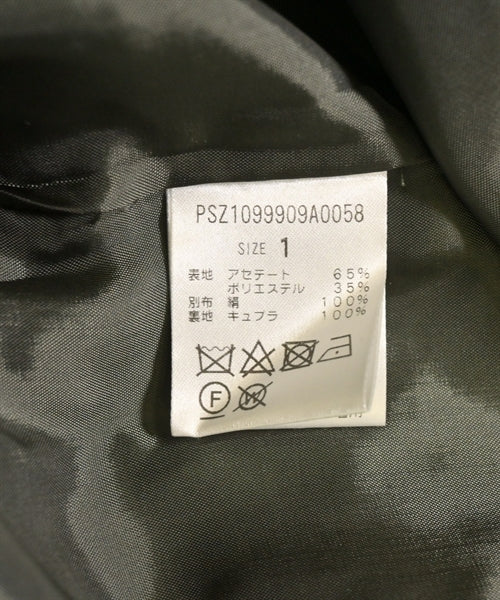 PSZ1099909A0058
SIZE 1
表地 アセテート 65%
ポリエステル 35%
別布 絹 100%
裏地 キュプラ 100%
F W